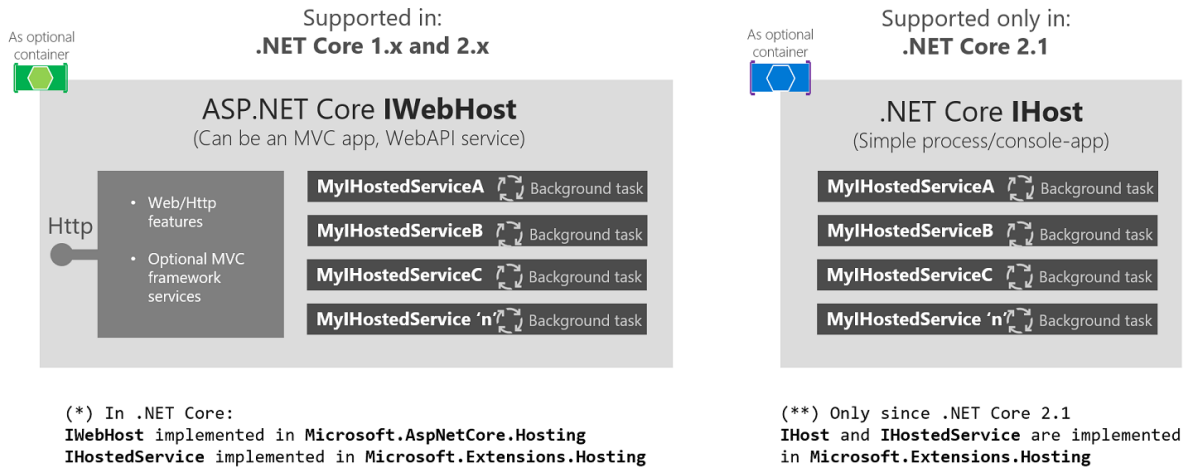 As optional
container
Supported in:
.NET Core 1.x and 2.x
ASP.NET Core IWebHost
(Can be an MVC app, WebAPI service)
Http
• Web/Http
features
• Optional MVC
framework
services
MyIHostedServiceA Background task
MyIHostedServiceB Background task
MyIHostedServiceC Background task
MyIHostedService ‘n’ Background task
(*) In .NET Core:
IWebHost implemented in Microsoft.AspNetCore.Hosting
IHostedService implemented in Microsoft.Extensions.Hosting
As optional
container
Supported only in:
.NET Core 2.1
.NET Core IHost
(Simple process/console-app)
MyIHostedServiceA Background task
MyIHostedServiceB Background task
MyIHostedServiceC Background task
MyIHostedService ‘n’ Background task
(**) Only since .NET Core 2.1
IHost and IHostedService are implemented
in Microsoft.Extensions.Hosting